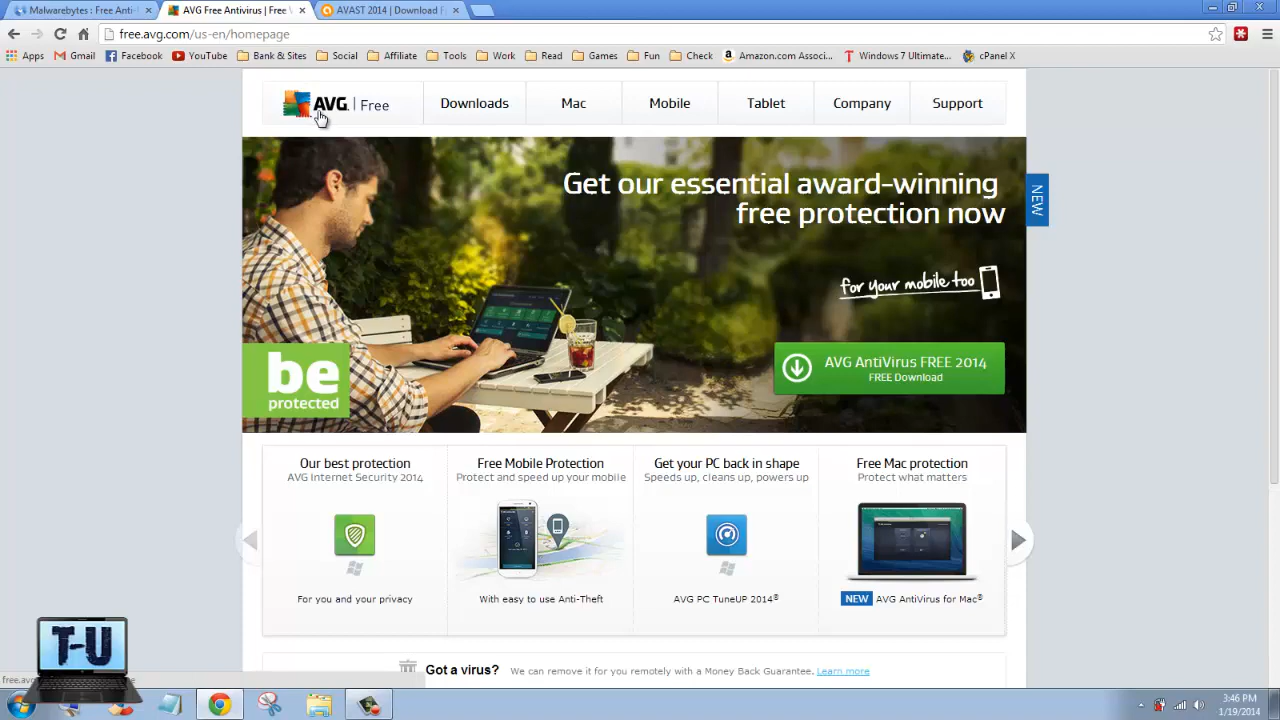 Malwarebytes : Free Anti-
AVG Free Antivirus | Free
AVAST 2014 | Download F
free.avg.com/us-en/homepage
Apps
Gmail
Facebook
YouTube
Bank & Sites
Social
Affiliate
Tools
Work
Read
Games
Fun
Check
Amazon.com Associ...
Windows 7 Ultimate...
cPanel X
AVG | Free
Downloads
Mac
Mobile
Tablet
Company
Support
Get our essential award-winning
free protection now
NEW
for your mobile too
be
protected
AVG AntiVirus FREE 2014
FREE Download
Our best protection
AVG Internet Security 2014
For you and your privacy
Free Mobile Protection
Protect and speed up your mobile
With easy to use Anti-Theft
Get your PC back in shape
Speeds up, cleans up, powers up
AVG PC TuneUP 2014®
Free Mac protection
Protect what matters
NEW AVG AntiVirus for Mac®
Got a virus? We can remove it for you remotely with a Money Back Guarantee. Learn more
T-U
3:46 PM
1/19/2014